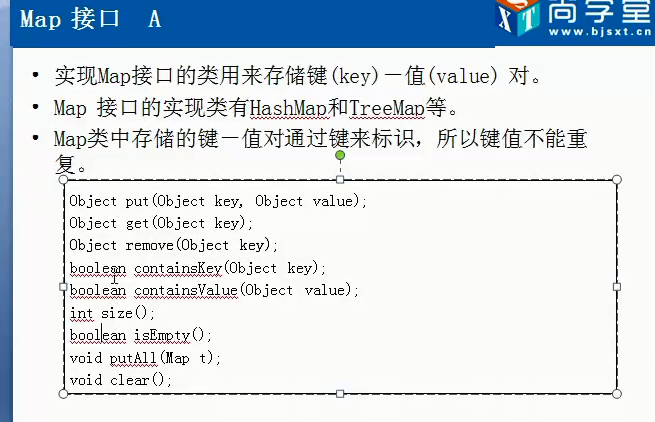 Map 接口  A
尚学堂
www.bjsxt.cn
• 实现Map接口的类用来存储键(key)－值(value) 对。
• Map 接口的实现类有HashMap和TreeMap等。
• Map类中存储的键－值对通过键来标识，所以键值不能重
复。
Object put(Object key, Object value);
Object get(Object key);
Object remove(Object key);
boolean containsKey(Object key);
boolean containsValue(Object value);
int size();
boolean isEmpty();
void putAll(Map t);
void clear();